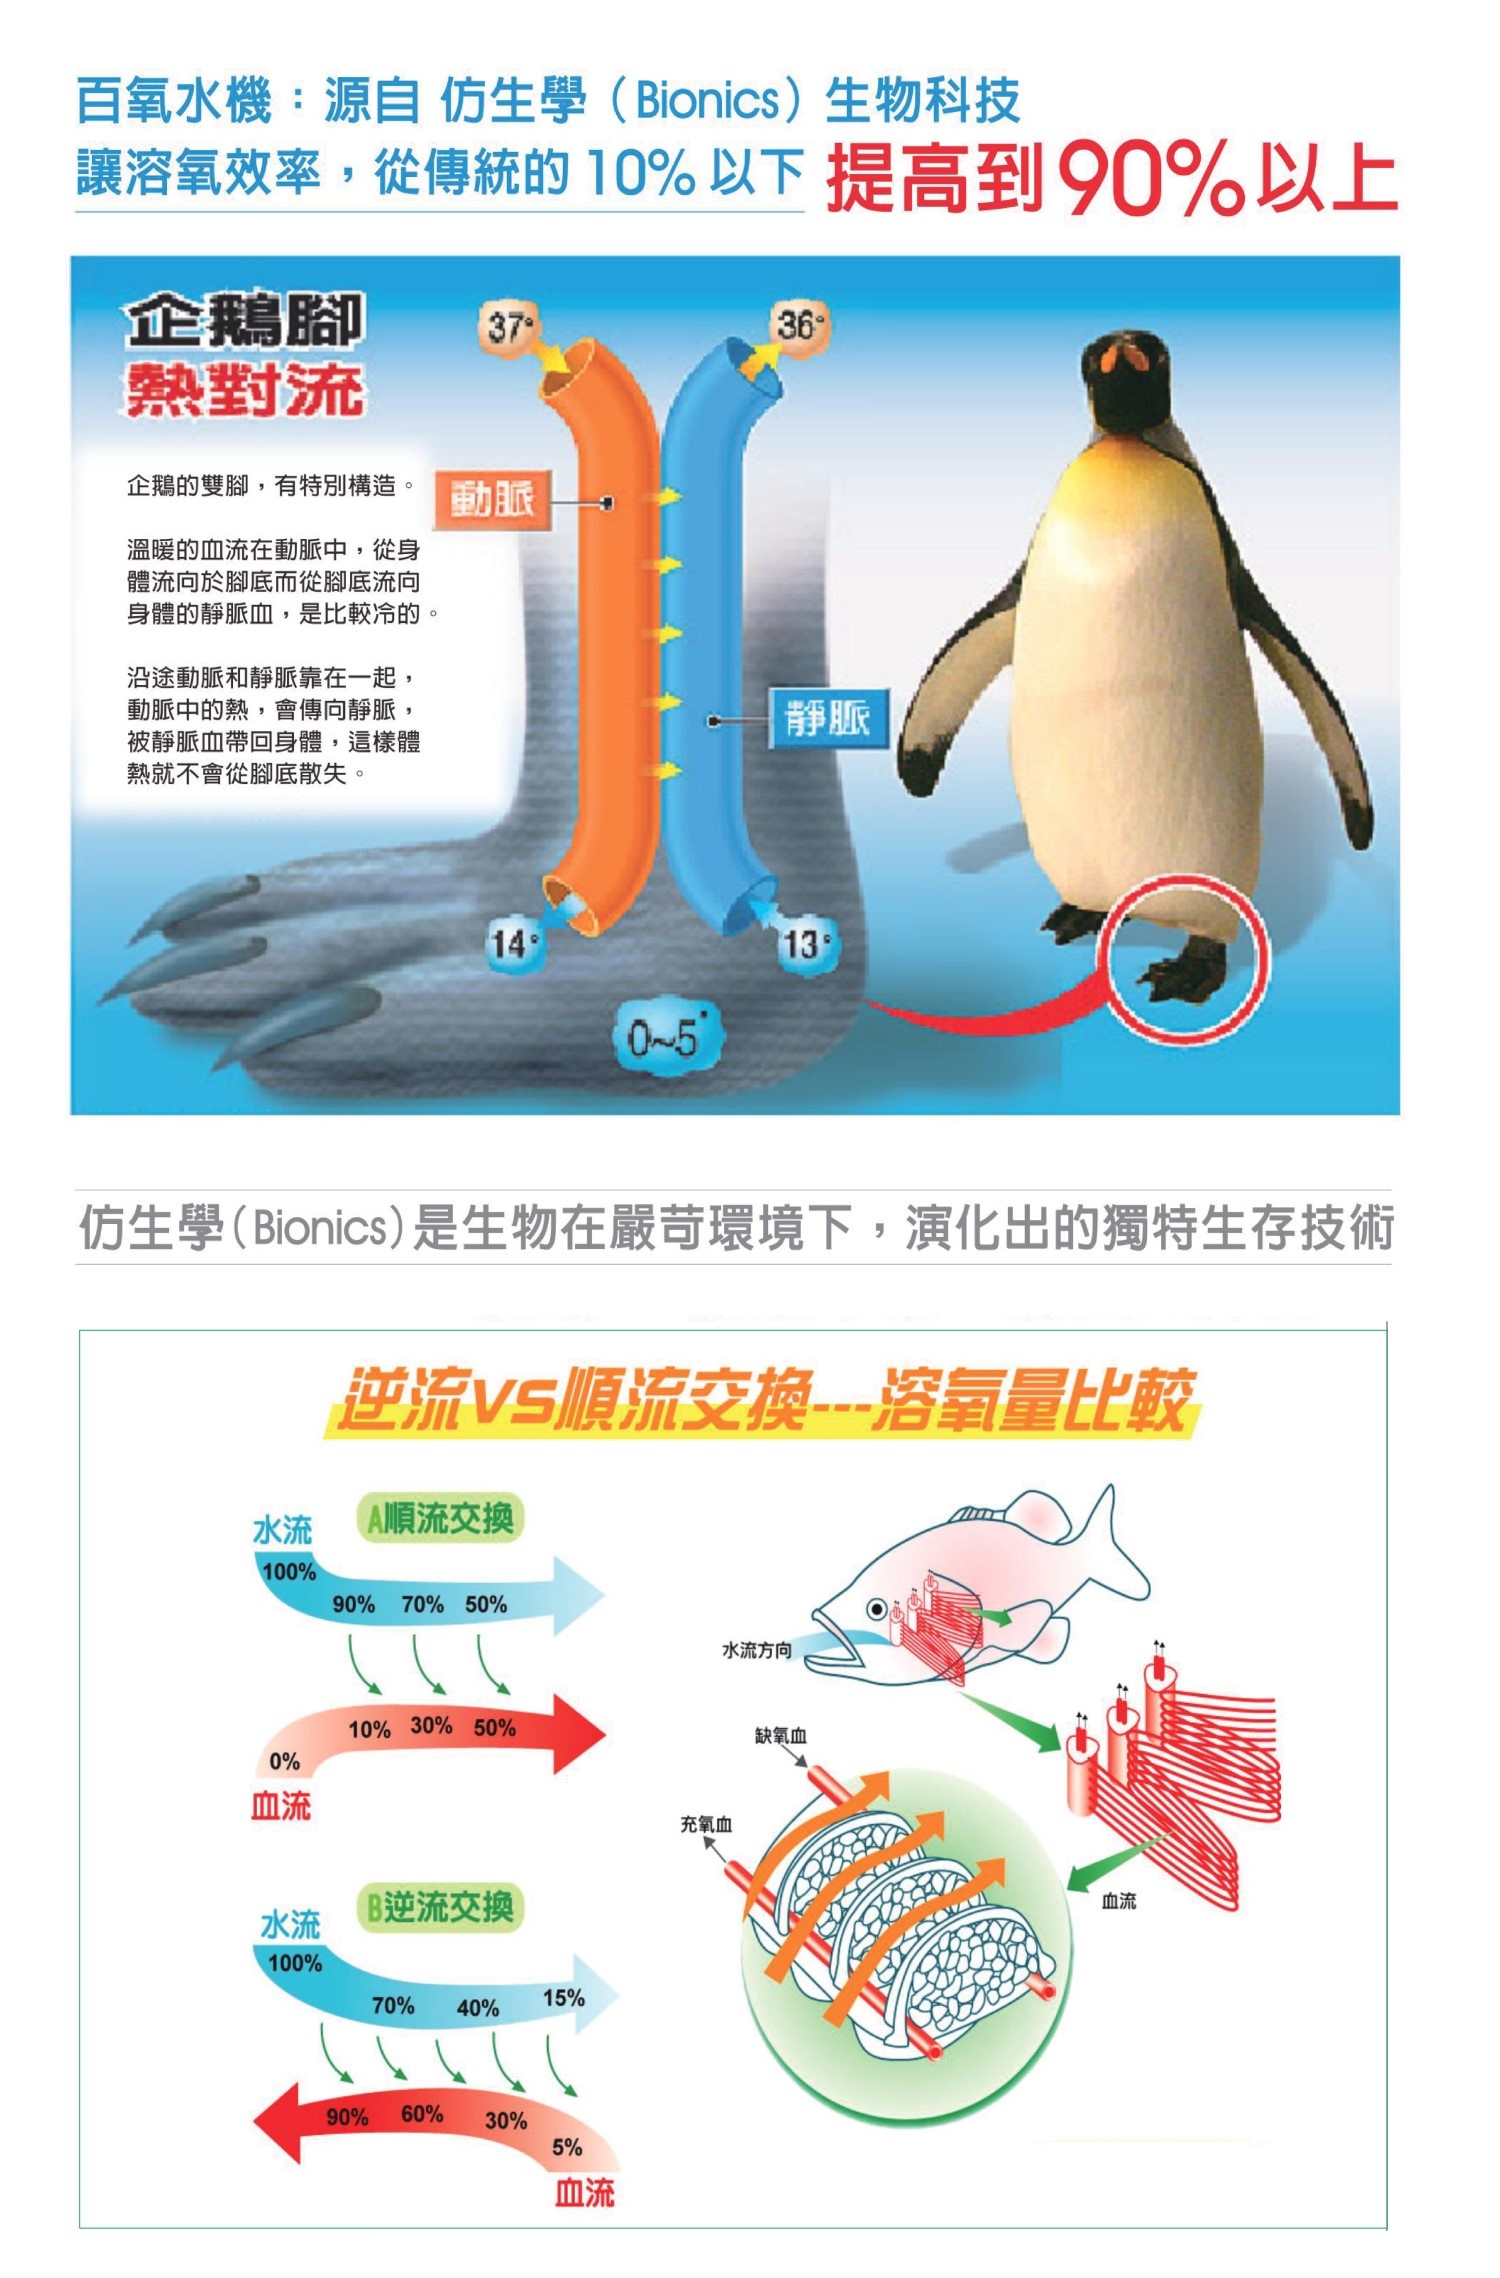 百氧水機：源自 仿生學（Bionics）生物科技
讓溶氧效率，從傳統的 10% 以下 提高到 90% 以上
企鵝腳
熱對流
企鵝的雙腳，有特別構造。
溫暖的血流在動脈中，從身
體流向於腳底而從腳底流向
身體的靜脈血，是比較冷的。
沿途動脈和靜脈靠在一起，
動脈中的熱，會傳向靜脈，
被靜脈血帶回身體，這樣體
熱就不會從腳底散失。
37°
36°
動脈
靜脈
14°
13°
0~5°
仿生學（Bionics）是生物在嚴苛環境下，演化出的獨特生存技術
逆流VS順流交換---溶氧量比較
A順流交換
水流
100%
90% 70% 50%
10% 30% 50%
0%
血流
B逆流交換
水流
100%
70% 40% 15%
90% 60% 30%
5%
血流
水流方向
缺氧血
充氧血
血流